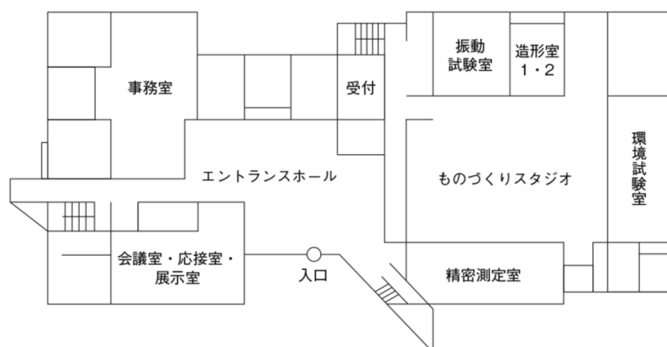 事務室
受付
振動
試験室
造形室
1・2
環境試験室
エントランスホール
ものづくりスタジオ
会議室・応接室・
展示室
入口
精密測定室